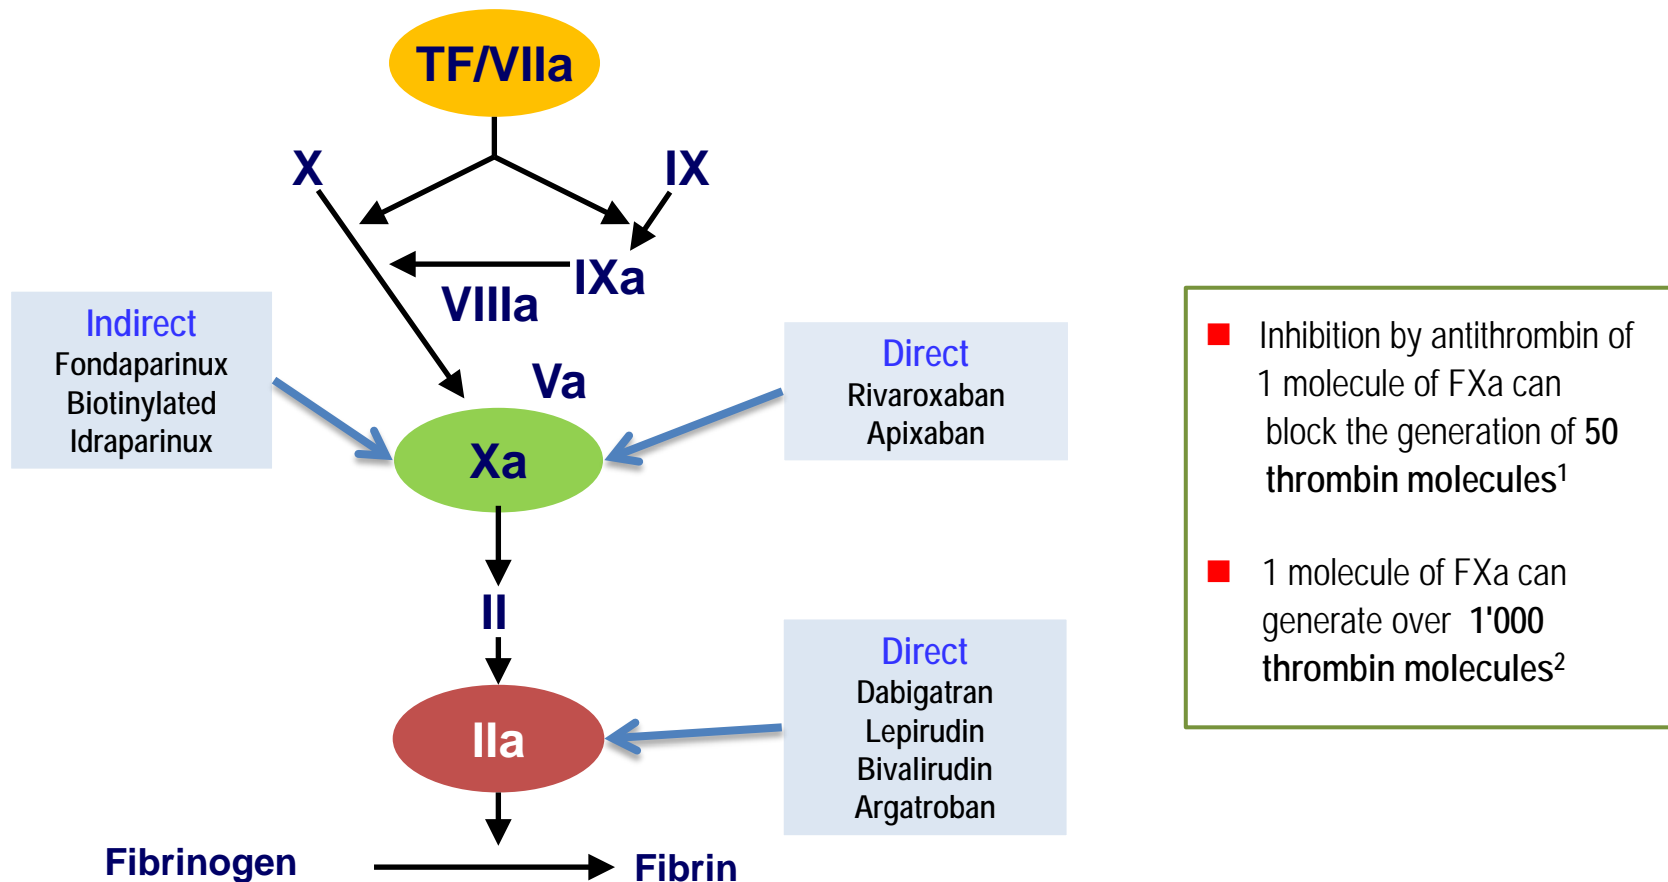 TF/VIIa
X
IX
IXa
VIIIa
Indirect
Fondaparinux
Biotinylated
Idraparinux
Va
Direct
Rivaroxaban
Apixaban
Xa
II
IIa
Direct
Dabigatran
Lepirudin
Bivalirudin
Argatroban
Fibrinogen
Fibrin
Inhibition by antithrombin of
1 molecule of FXa can
block the generation of 50
thrombin molecules¹
1 molecule of FXa can
generate over 1'000
thrombin molecules²